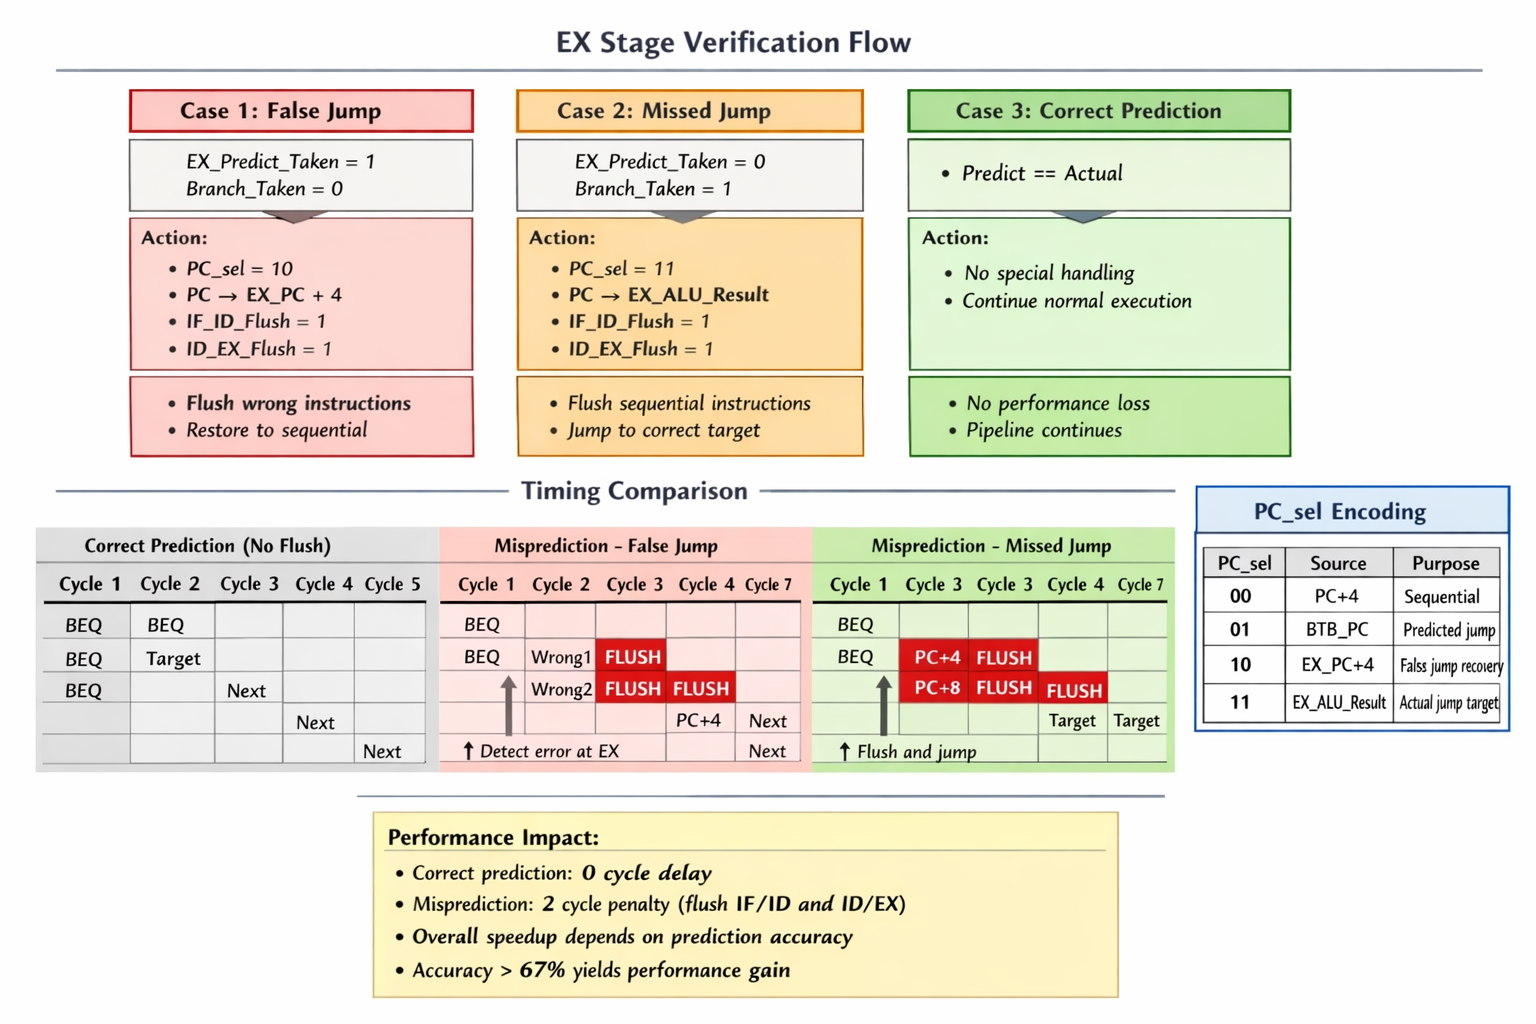 EX Stage Verification Flow
Case 1: False Jump
EX_Predict_Taken = 1
Branch_Taken = 0
Action:
• PC_sel = 10
• PC → EX_PC + 4
• IF_ID_Flush = 1
• ID_EX_Flush = 1
• Flush wrong instructions
• Restore to sequential
Case 2: Missed Jump
EX_Predict_Taken = 0
Branch_Taken = 1
Action:
• PC_sel = 11
• PC → EX_ALU_Result
• IF_ID_Flush = 1
• ID_EX_Flush = 1
• Flush sequential instructions
• Jump to correct target
Case 3: Correct Prediction
• Predict == Actual
Action:
• No special handling
• Continue normal execution
• No performance loss
• Pipeline continues
Timing Comparison
Correct Prediction (No Flush)
Cycle 1 Cycle 2 Cycle 3 Cycle 4 Cycle 5
BEQ BEQ
BEQ Target
BEQ Next
Next
Next
Misprediction – False Jump
Cycle 1 Cycle 2 Cycle 3 Cycle 4 Cycle 7
BEQ
BEQ Wrong1 FLUSH
Wrong2 FLUSH FLUSH
PC+4 Next
↑ Detect error at EX Next
Misprediction – Missed Jump
Cycle 1 Cycle 3 Cycle 3 Cycle 4 Cycle 7
BEQ
BEQ PC+4 FLUSH
PC+8 FLUSH FLUSH
Target Target
↑ Flush and jump
PC_sel Encoding
PC_sel Source Purpose
00 PC+4 Sequential
01 BTB_PC Predicted jump
10 EX_PC+4 Falss jump recovery
11 EX_ALU_Result Actual jump target
Performance Impact:
• Correct prediction: 0 cycle delay
• Misprediction: 2 cycle penalty (flush IF/ID and ID/EX)
• Overall speedup depends on prediction accuracy
• Accuracy > 67% yields performance gain